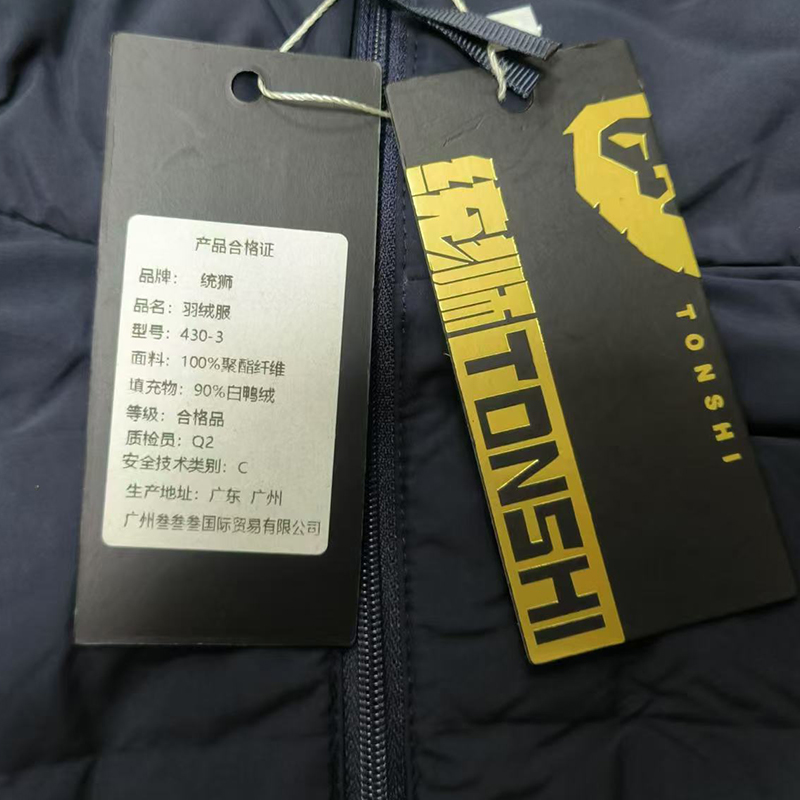 产品合格证
品牌： 统狮
品名：羽绒服
型号：430-3
面料：100%聚酯纤维
填充物：90%白鸭绒
等级：合格品
质检员：Q2
安全技术类别：C
生产地址：广东 广州
广州叁叁叁国际贸易有限公司
统狮TONSHI
TONSHI